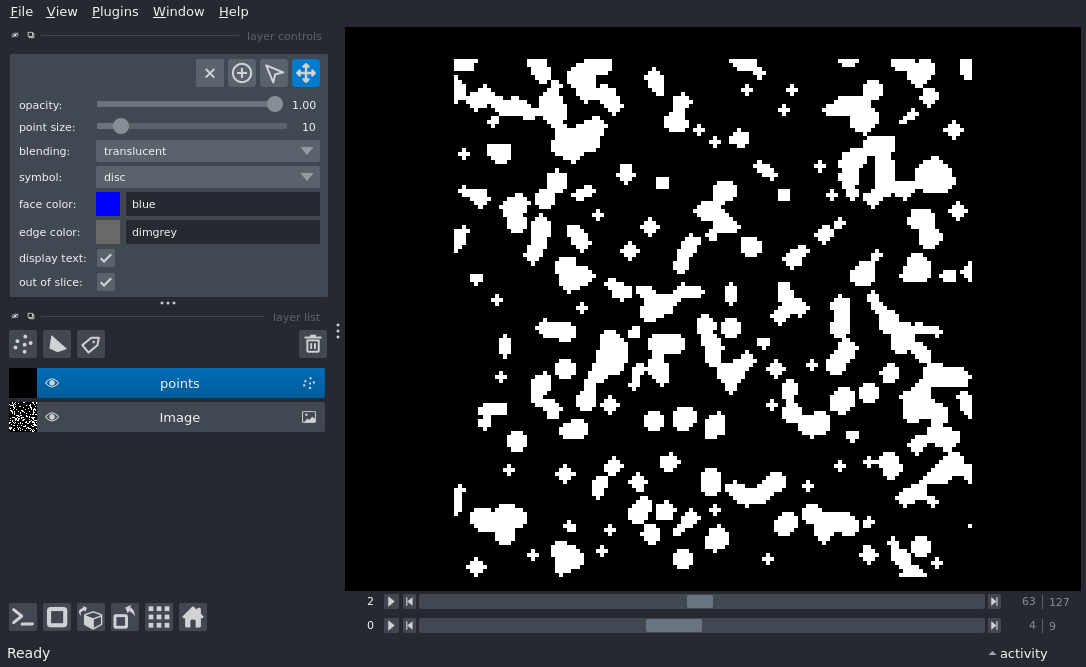 File View Plugins Window Help
layer controls
opacity: 1.00
point size: 10
blending: translucent
symbol: disc
face color: blue
edge color: dimgrey
display text:
out of slice:
layer list
points
Image
2 63 127
0 4 9
Ready activity